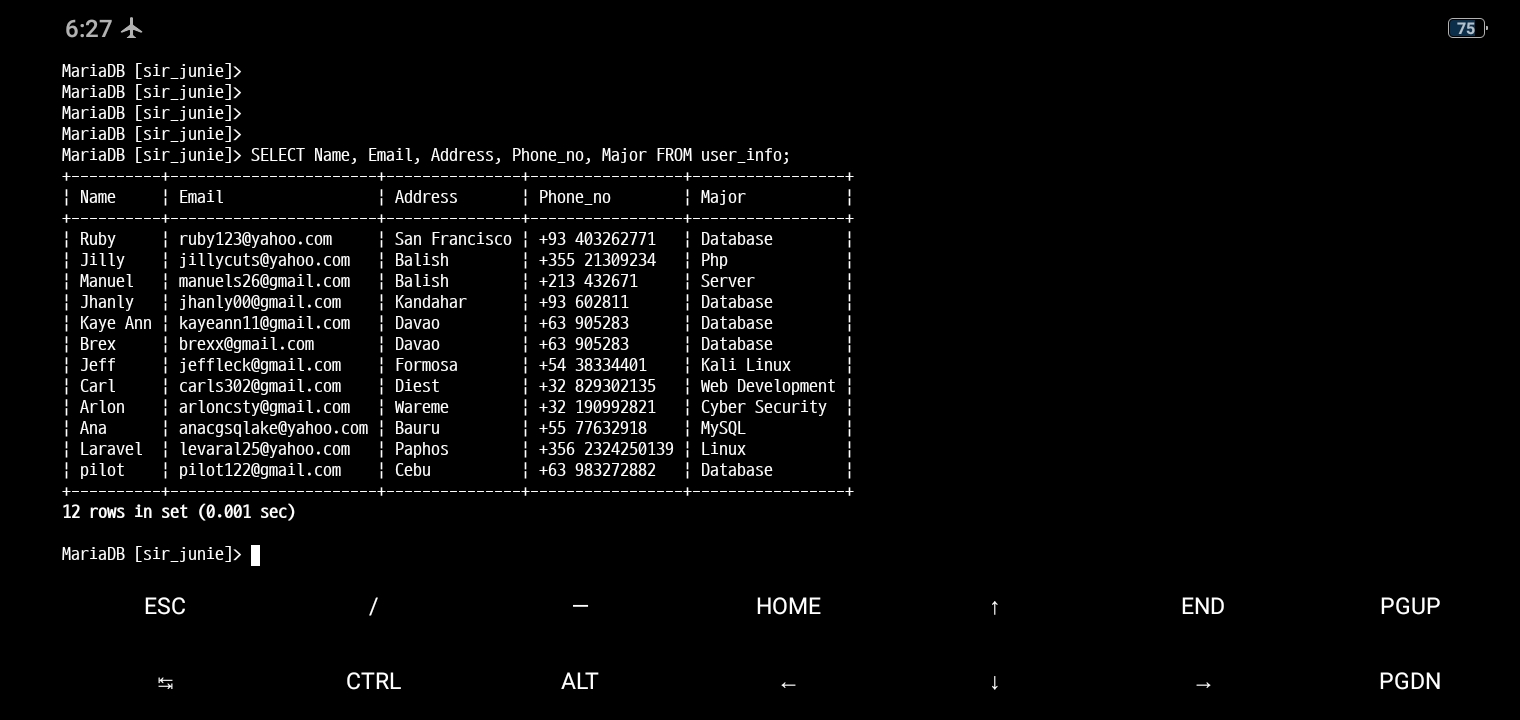 6:27
75
MariaDB [sir_junie]>
MariaDB [sir_junie]>
MariaDB [sir_junie]>
MariaDB [sir_junie]>
MariaDB [sir_junie]> SELECT Name, Email, Address, Phone_no, Major FROM user_info;
+----------+-----------------------+---------------+-----------------+-----------------+
¦ Name     ¦ Email                 ¦ Address       ¦ Phone_no        ¦ Major           ¦
+----------+-----------------------+---------------+-----------------+-----------------+
¦ Ruby     ¦ ruby123@yahoo.com     ¦ San Francisco ¦ +93 403262771   ¦ Database        ¦
¦ Jilly    ¦ jillycuts@yahoo.com   ¦ Balish        ¦ +355 21309234   ¦ Php             ¦
¦ Manuel   ¦ manuels26@gmail.com   ¦ Balish        ¦ +213 432671     ¦ Server          ¦
¦ Jhanly   ¦ jhanly00@gmail.com    ¦ Kandahar      ¦ +93 602811      ¦ Database        ¦
¦ Kaye Ann ¦ kayeann11@gmail.com   ¦ Davao         ¦ +63 905283      ¦ Database        ¦
¦ Brex     ¦ brexx@gmail.com       ¦ Davao         ¦ +63 905283      ¦ Database        ¦
¦ Jeff     ¦ jeffleck@gmail.com    ¦ Formosa       ¦ +54 38334401    ¦ Kali Linux      ¦
¦ Carl     ¦ carls302@gmail.com    ¦ Diest         ¦ +32 829302135   ¦ Web Development ¦
¦ Arlon    ¦ arloncsty@gmail.com   ¦ Wareme        ¦ +32 190992821   ¦ Cyber Security  ¦
¦ Ana      ¦ anacgsqlake@yahoo.com ¦ Bauru         ¦ +55 77632918    ¦ MySQL           ¦
¦ Laravel  ¦ levaral25@yahoo.com   ¦ Paphos        ¦ +356 2324250139 ¦ Linux           ¦
¦ pilot    ¦ pilot122@gmail.com    ¦ Cebu          ¦ +63 983272882   ¦ Database        ¦
+----------+-----------------------+---------------+-----------------+-----------------+
12 rows in set (0.001 sec)
MariaDB [sir_junie]>
ESC / — HOME ↑ END PGUP
↹ CTRL ALT ← ↓ → PGDN